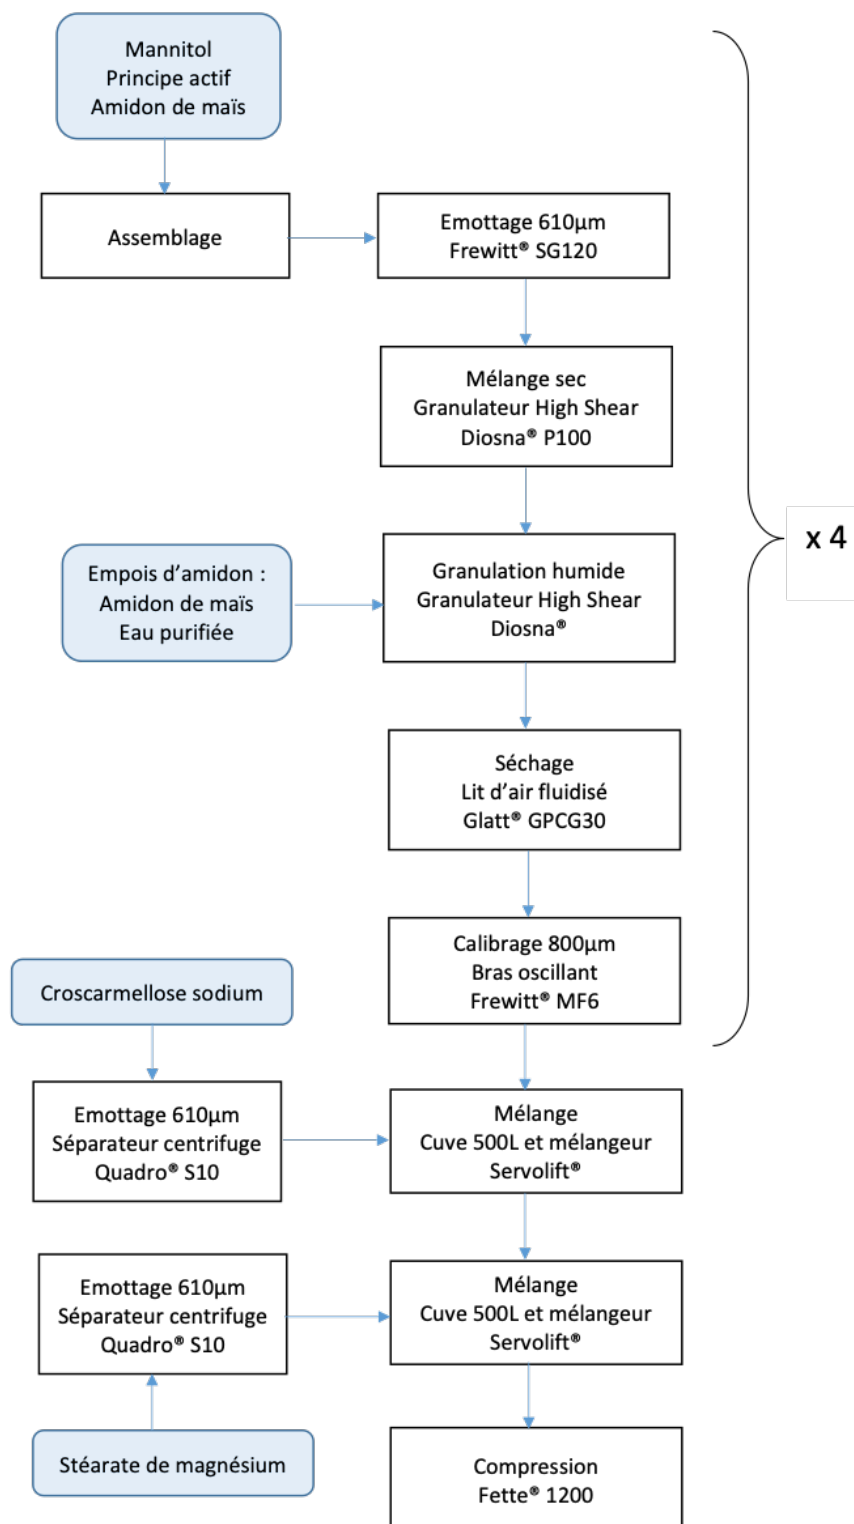 Mannitol
Principe actif
Amidon de maïs
Assemblage
Emottage 610µm
Frewitt® SG120
Mélange sec
Granulateur High Shear
Diosna® P100
x 4
Empois d’amidon :
Amidon de maïs
Eau purifiée
Granulation humide
Granulateur High Shear
Diosna®
Séchage
Lit d’air fluidisé
Glatt® GPCG30
Calibrage 800µm
Bras oscillant
Frewitt® MF6
Croscarmellose sodium
Emottage 610µm
Séparateur centrifuge
Quadro® S10
Mélange
Cuve 500L et mélangeur
Servolift®
Emottage 610µm
Séparateur centrifuge
Quadro® S10
Mélange
Cuve 500L et mélangeur
Servolift®
Stéarate de magnésium
Compression
Fette® 1200